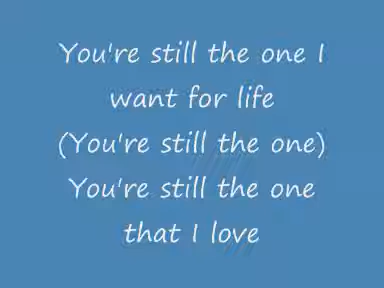 You're still the one I
want for life
(You're still the one)
You're still the one
that I love